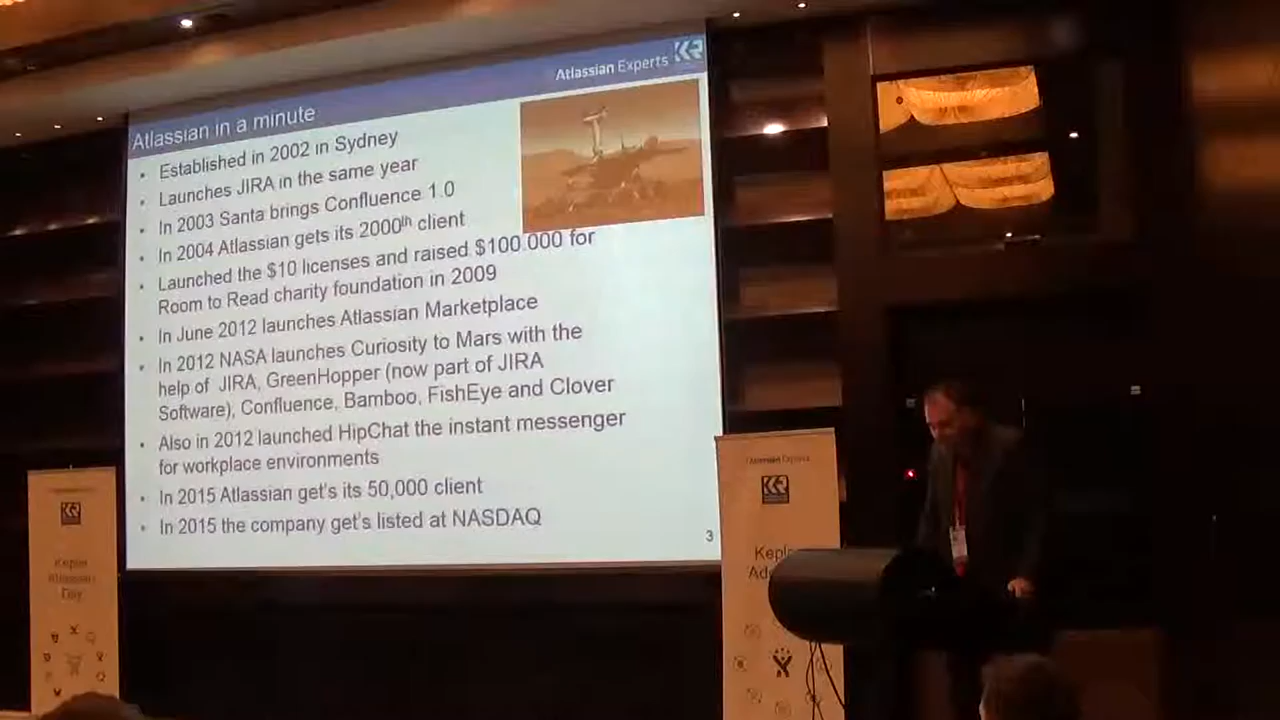 Atlassian Experts KR
Atlassian in a minute
• Established in 2002 in Sydney
• Launches JIRA in the same year
• In 2003 Santa brings Confluence 1.0
• In 2004 Atlassian gets its 2000th client
• Launched the $10 licenses and raised $100.000 for
Room to Read charity foundation in 2009
• In June 2012 launches Atlassian Marketplace
• In 2012 NASA launches Curiosity to Mars with the
help of JIRA, GreenHopper (now part of JIRA
Software), Confluence, Bamboo, FishEye and Clover
• Also in 2012 launched HipChat the instant messenger
for workplace environments
• In 2015 Atlassian get's its 50,000 client
• In 2015 the company get's listed at NASDAQ
3
KR
Kepler
Atlassian
Day
KR